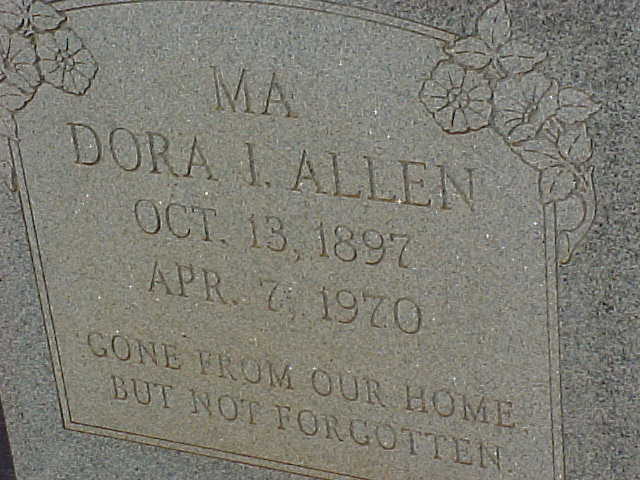 MA
DORA I. ALLEN
OCT. 13, 1897
APR. 7, 1970
GONE FROM OUR HOME
BUT NOT FORGOTTEN